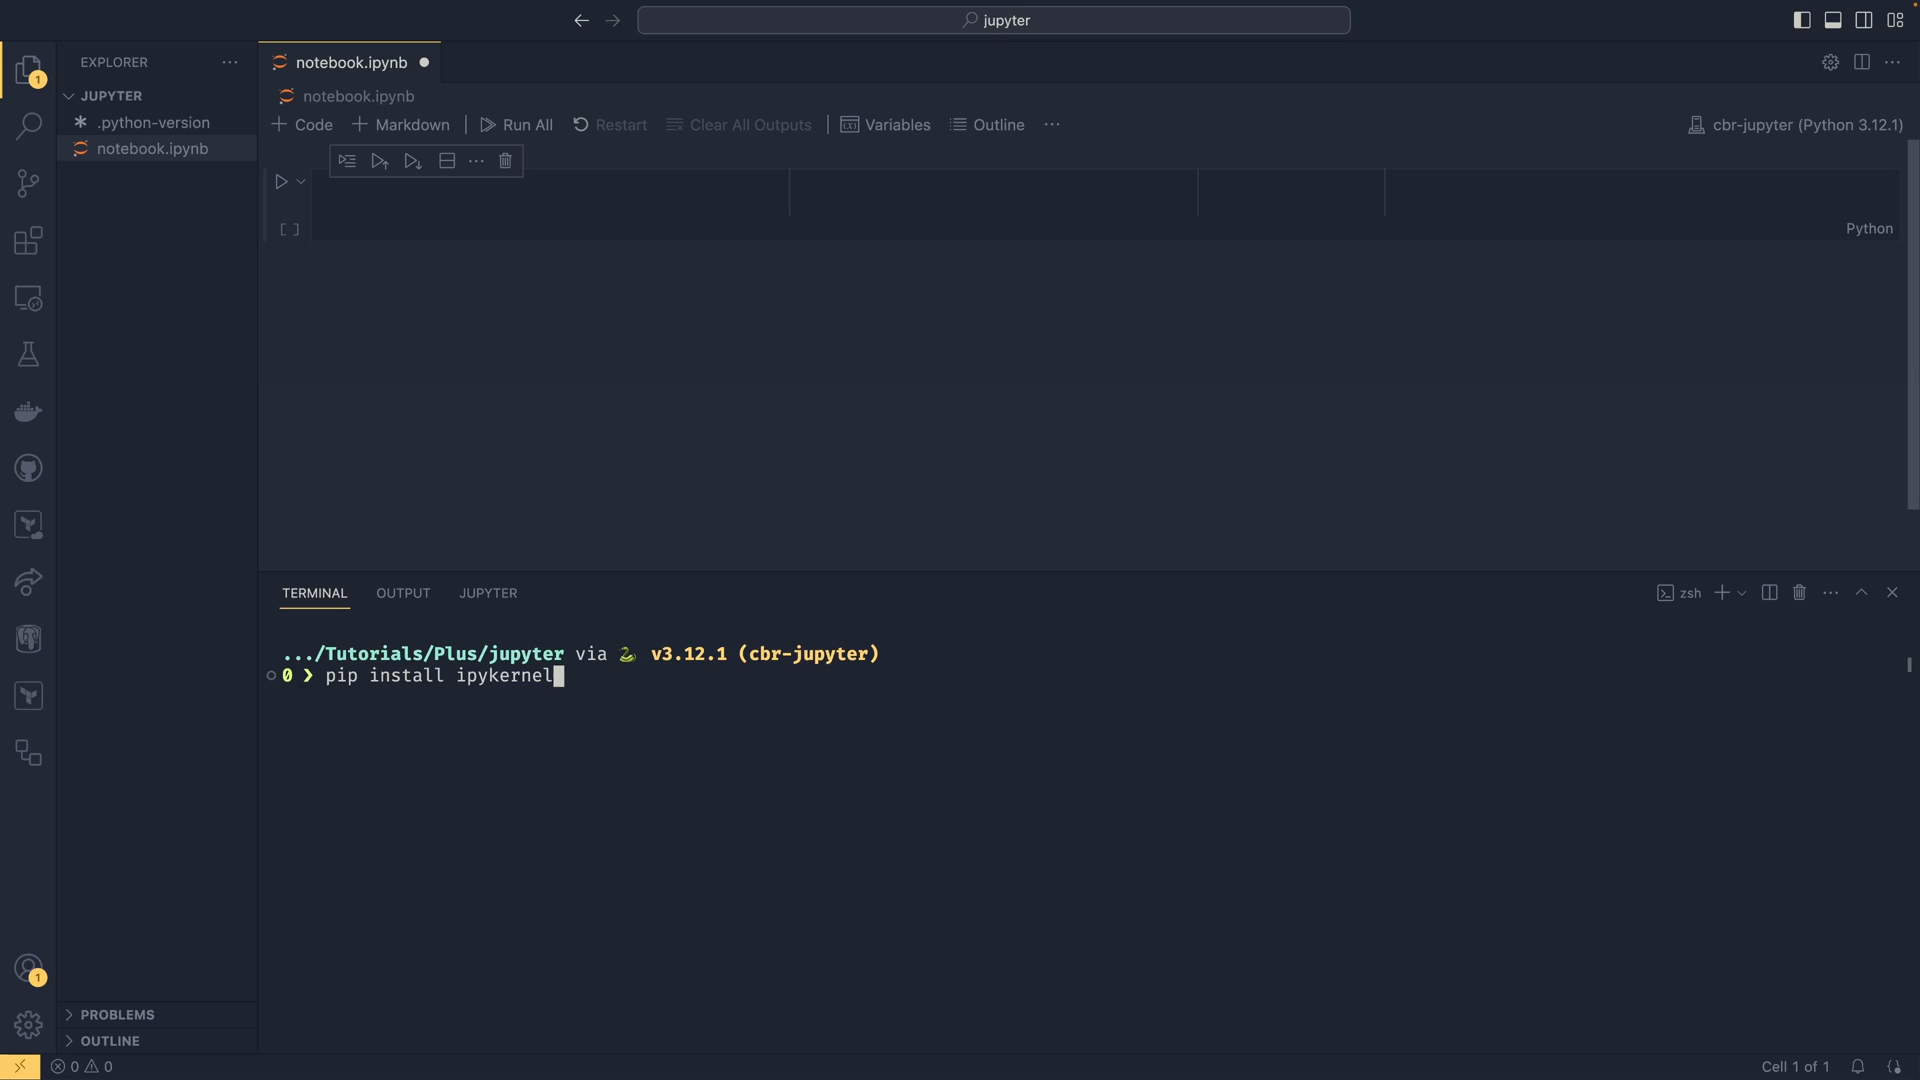 jupyter
EXPLORER
notebook.ipynb
1
JUPYTER
.python-version
notebook.ipynb
notebook.ipynb
Code
Markdown
Run All
Restart
Clear All Outputs
Variables
Outline
cbr-jupyter (Python 3.12.1)
[ ]
Python
TERMINAL
OUTPUT
JUPYTER
zsh
.../Tutorials/Plus/jupyter via 🐍 v3.12.1 (cbr-jupyter)
0 ❯ pip install ipykernel
1
PROBLEMS
OUTLINE
0
0
Cell 1 of 1